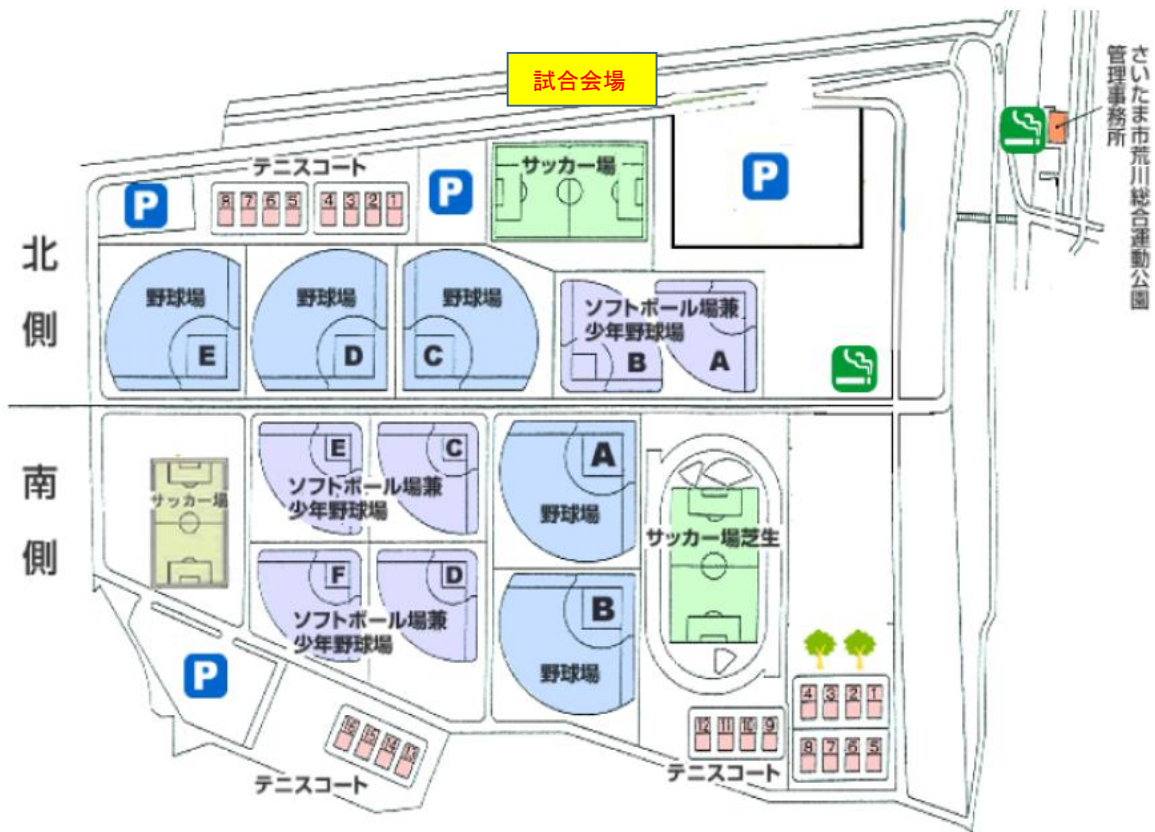 試合会場
さいたま市荒川総合運動公園
管理事務所
テニスコート
サッカー場
P
P
P
8 7 6 5 4 3 2 1
北側
野球場
野球場
野球場
ソフトボール場兼
少年野球場
E
D
C
B
A
南側
サッカー場
E
C
ソフトボール場兼
少年野球場
A
野球場
サッカー場芝生
F
D
ソフトボール場兼
少年野球場
B
野球場
P
4 3 2 1
8 7 6 5
12 11 10 9
テニスコート
16 15 14 13
テニスコート